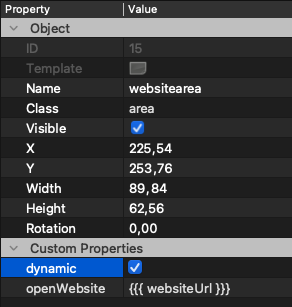 Property Value
Object
ID 15
Template
Name websitearea
Class area
Visible
X 225,54
Y 253,76
Width 89,84
Height 62,56
Rotation 0,00
Custom Properties
dynamic
openWebsite {{{ websiteUrl }}}